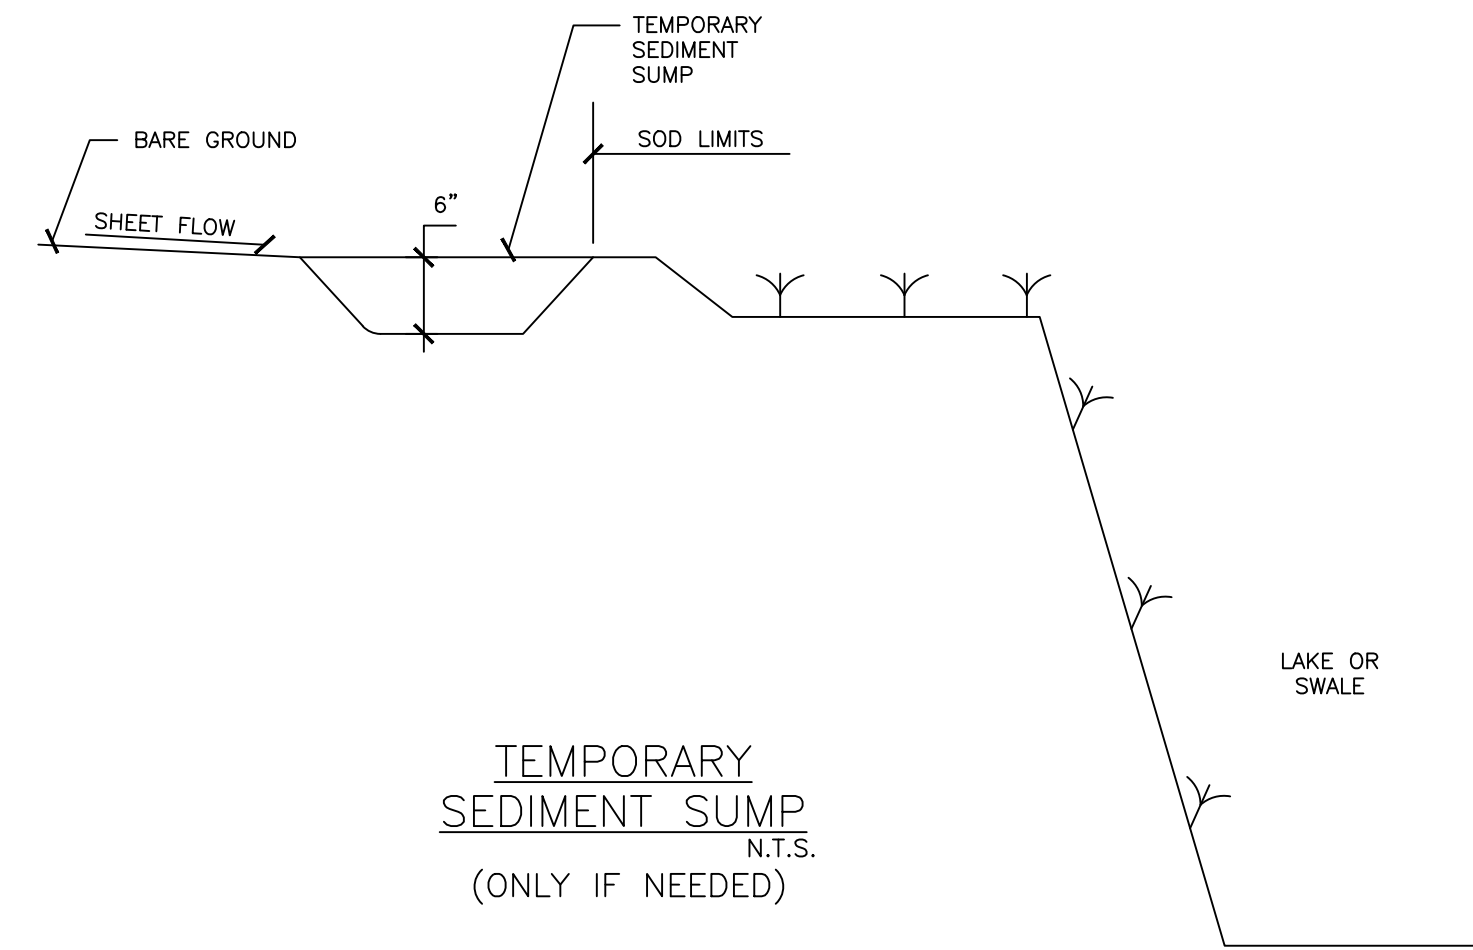 TEMPORARY
SEDIMENT
SUMP
BARE GROUND
SOD LIMITS
6"
SHEET FLOW
LAKE OR
SWALE
TEMPORARY
SEDIMENT SUMP
N.T.S.
(ONLY IF NEEDED)